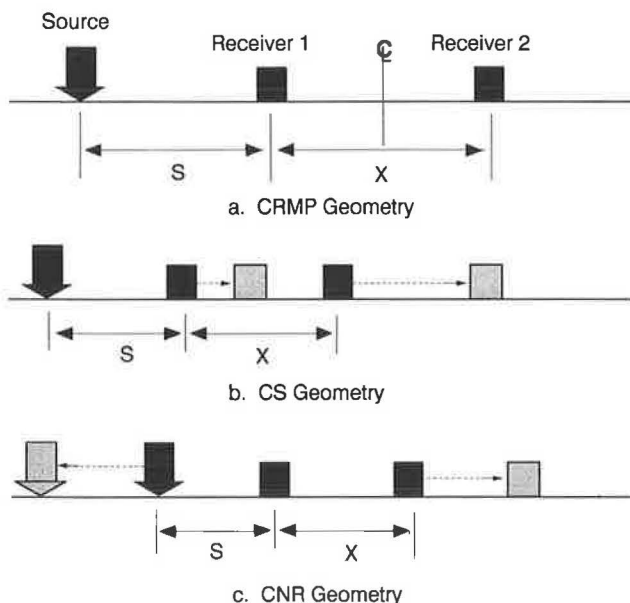 Source
Receiver 1
℄
Receiver 2
S
X
a. CRMP Geometry
S
X
b. CS Geometry
S
X
c. CNR Geometry